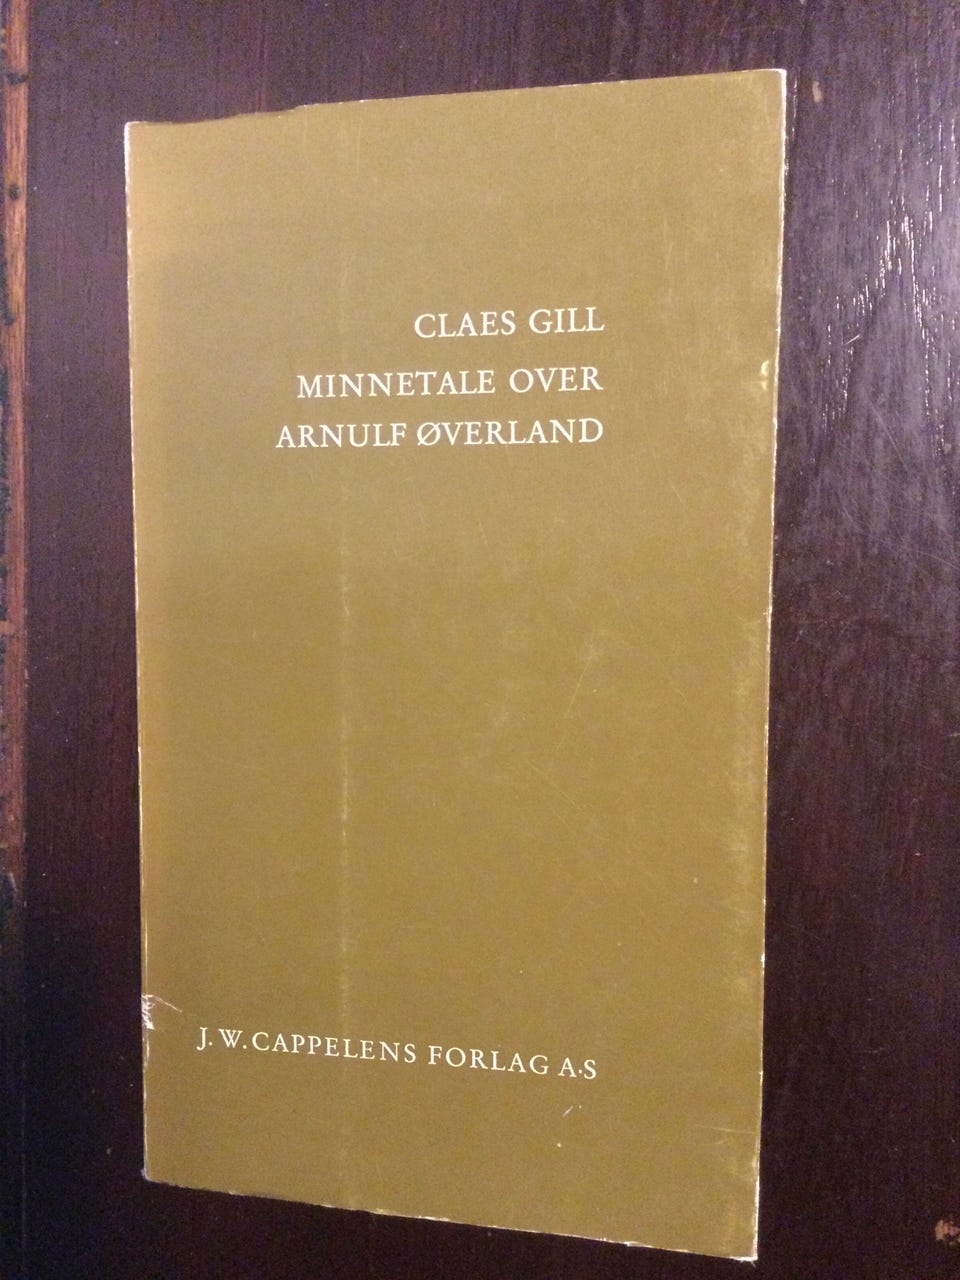 CLAES GILL
MINNETALE OVER
ARNULF ØVERLAND
J.W. CAPPELENS FORLAG A·S